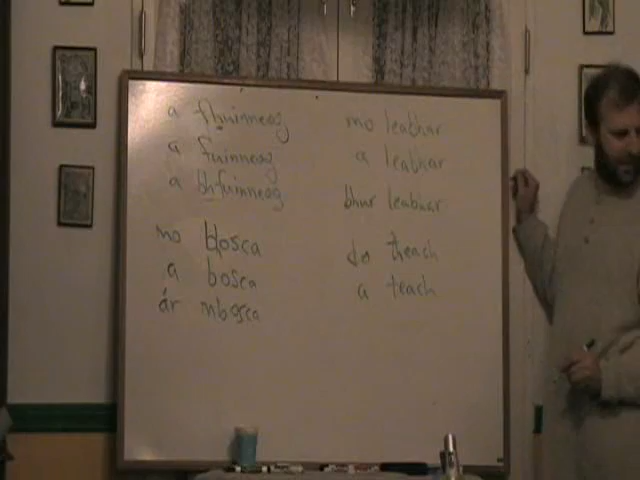 a fhuinneog
a fuinneog
a bhfuinneog
mo bhosca
a bosca
ár mbosca
mo leabhar
a leabhar
bhur leabhar
do theach
a teach